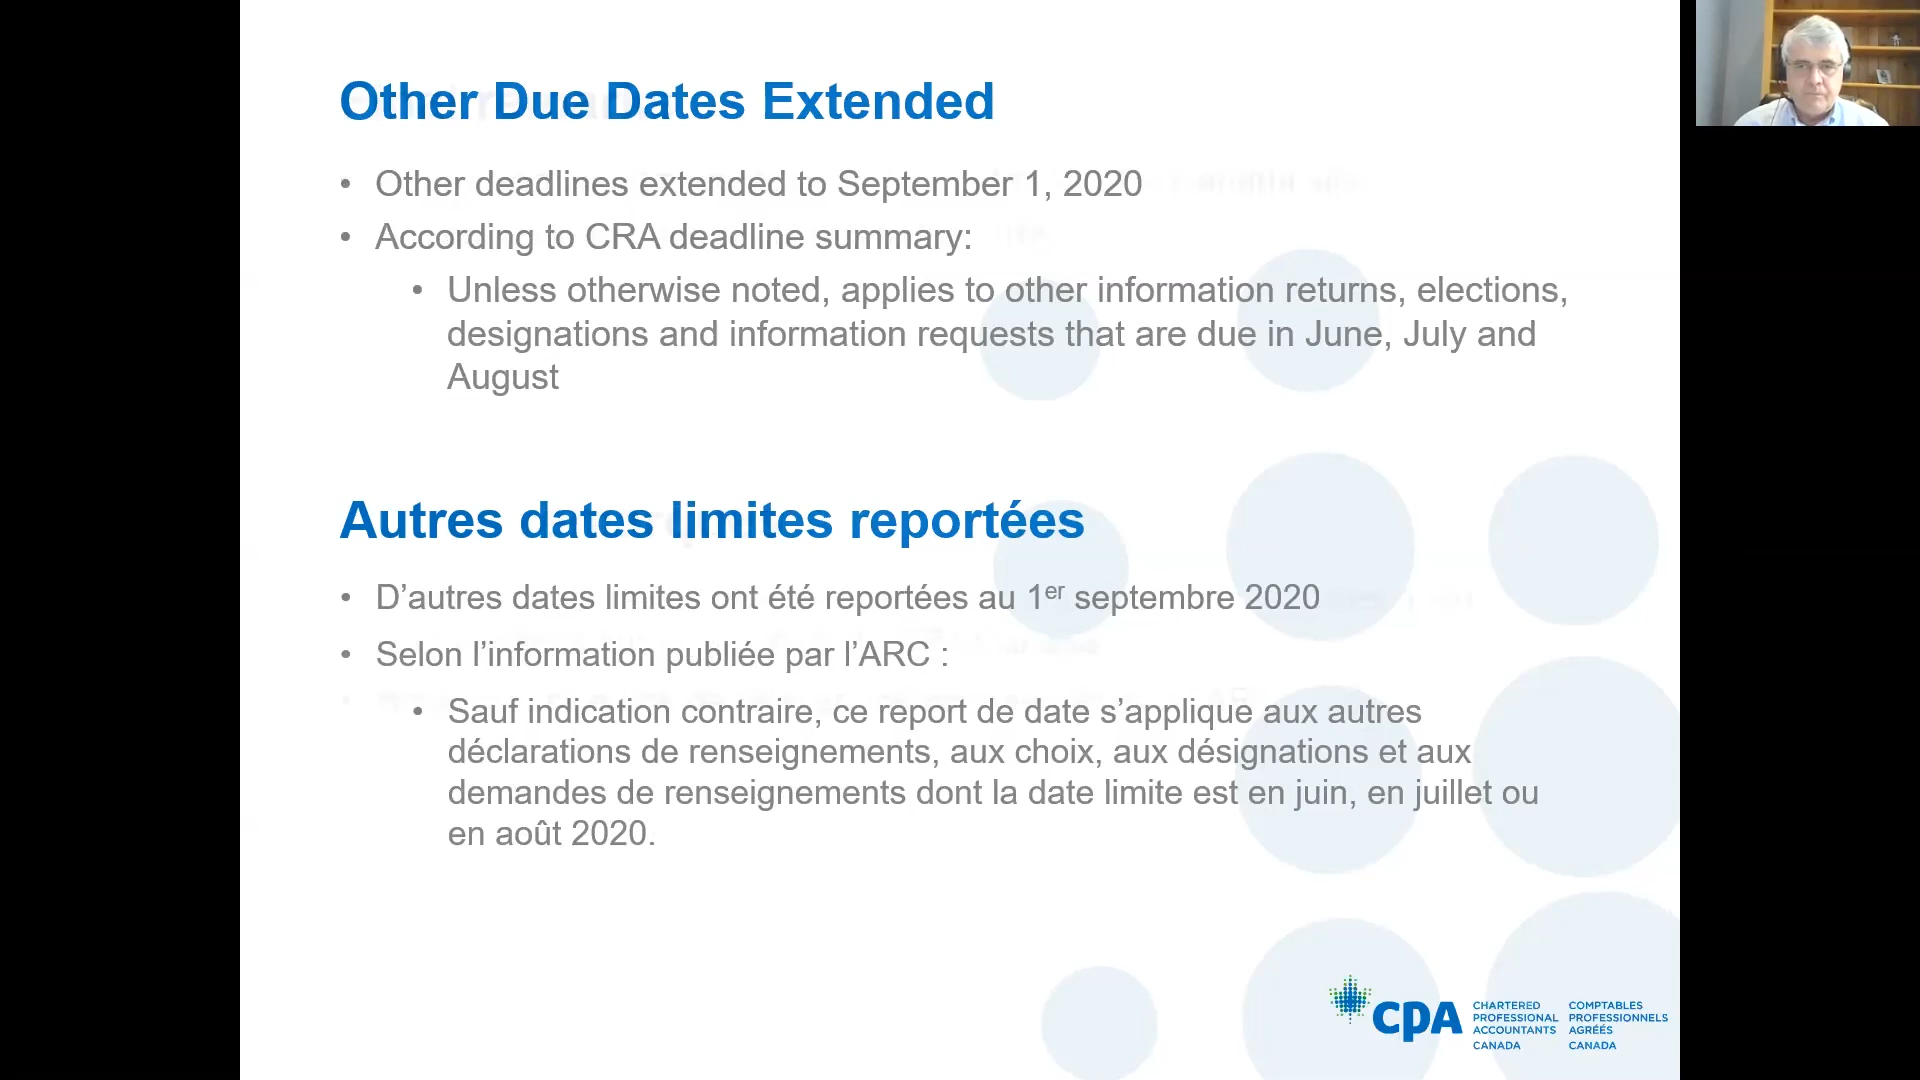 Other Due Dates Extended
• Other deadlines extended to September 1, 2020
• According to CRA deadline summary:
• Unless otherwise noted, applies to other information returns, elections,
designations and information requests that are due in June, July and
August
Autres dates limites reportées
• D’autres dates limites ont été reportées au 1er septembre 2020
• Selon l’information publiée par l’ARC :
• Sauf indication contraire, ce report de date s’applique aux autres
déclarations de renseignements, aux choix, aux désignations et aux
demandes de renseignements dont la date limite est en juin, en juillet ou
en août 2020.
CPA
CHARTERED
PROFESSIONAL
ACCOUNTANTS
CANADA
COMPTABLES
PROFESSIONNELS
AGRÉÉS
CANADA